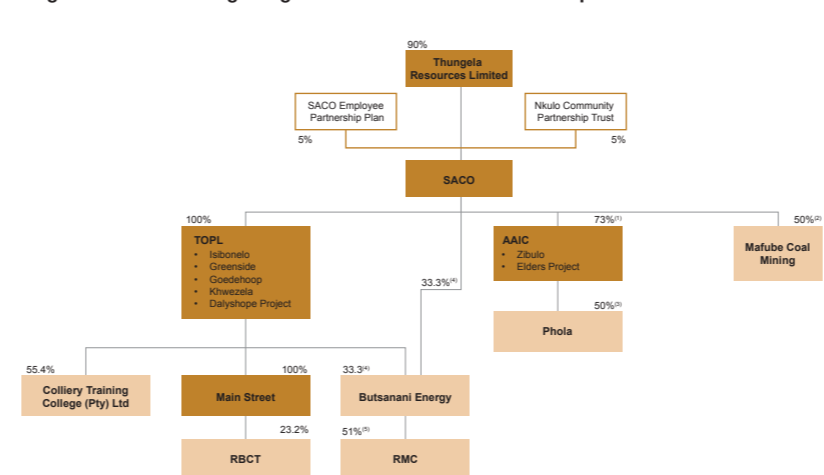 90%
Thungela
Resources Limited
SACO Employee
Partnership Plan
Nkulo Community
Partnership Trust
5%
5%
SACO
100%
73%(1)
50%(2)
TOPL
• Isibonelo
• Greenside
• Goedehoop
• Khwezela
• Dalyshope Project
AAIC
• Zibulo
• Elders Project
Mafube Coal
Mining
33.3%(4)
50%(3)
Phola
55.4%
100%
33.3(4)
Colliery Training
College (Pty) Ltd
Main Street
Butsanani Energy
23.2%
51%(5)
RBCT
RMC